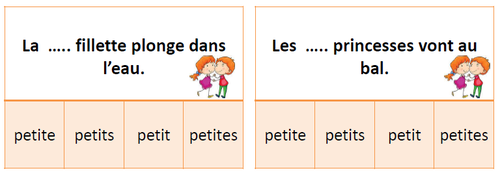 La ….. fillette plonge dans
l’eau.
petite petits petit petites
Les ….. princesses vont au
bal.
petite petits petit petites